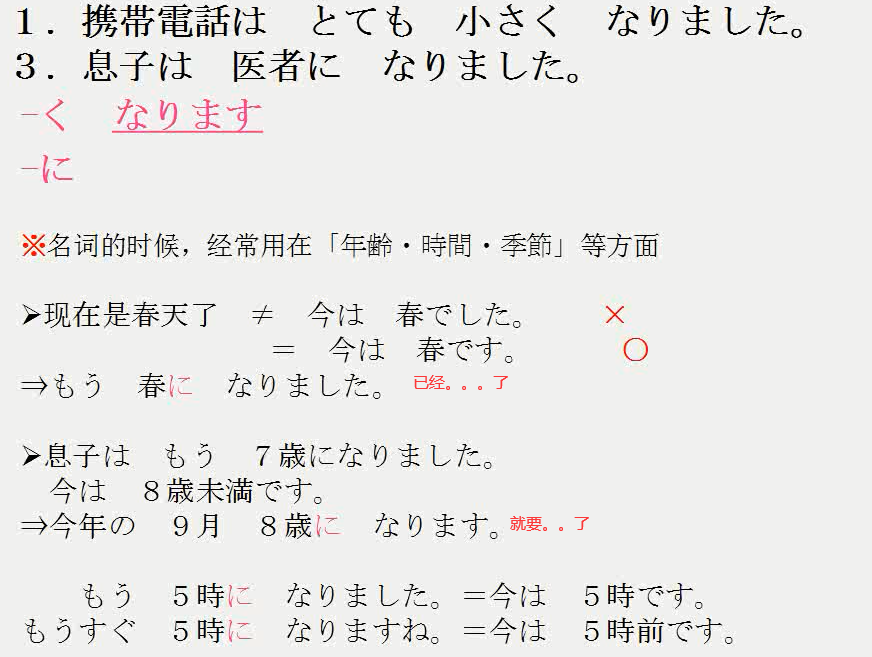 １．携帯電話は　とても　小さく　なりました。
３．息子は　医者に　なりました。
-く　なります
-に
※名词的时候，经常用在「年齢・時間・季節」等方面
➢现在是春天了　≠　今は　春でした。　×
＝　今は　春です。　○
⇒もう　春に　なりました。 已经。。。了
➢息子は　もう　７歳になりました。
今は　８歳未満です。
⇒今年の　９月　８歳に　なります。 就要。。了
もう　５時に　なりました。＝今は　５時です。
もうすぐ　５時に　なりますね。＝今は　５時前です。